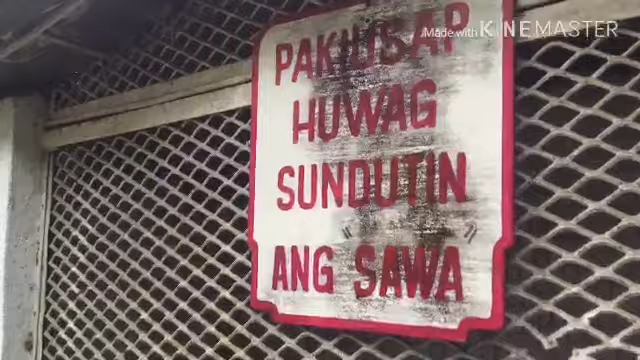 Made with KINEMASTER
PAKIUSAP
HUWAG
SUNDUTIN
ANG "SAWA"